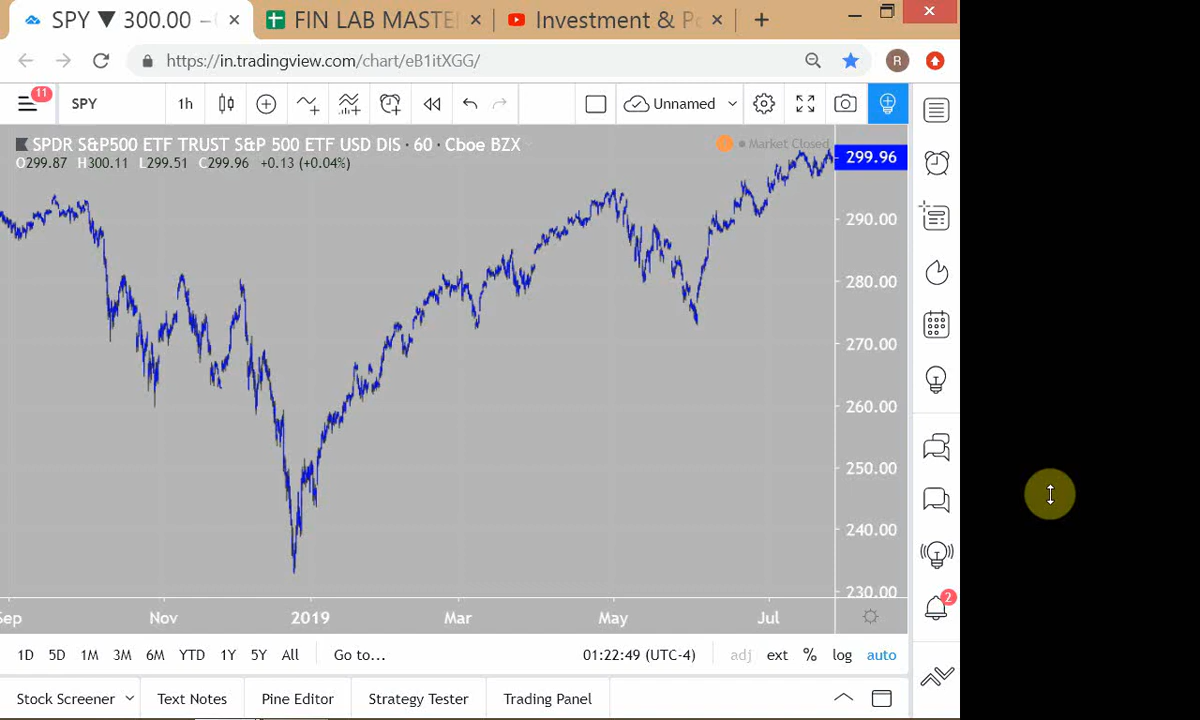 SPY ▼ 300.00 –
FIN LAB MASTE
Investment & P
https://in.tradingview.com/chart/eB1itXGG/
R
11
SPY
1h
Unnamed
SPDR S&P500 ETF TRUST S&P 500 ETF USD DIS · 60 · Cboe BZX
Market Closed
O299.87 H300.11 L299.51 C299.96 +0.13 (+0.04%)
299.96
290.00
280.00
270.00
260.00
250.00
240.00
230.00
Sep Nov 2019 Mar May Jul
2
1D 5D 1M 3M 6M YTD 1Y 5Y All Go to... 01:22:49 (UTC-4) adj ext % log auto
Stock Screener Text Notes Pine Editor Strategy Tester Trading Panel